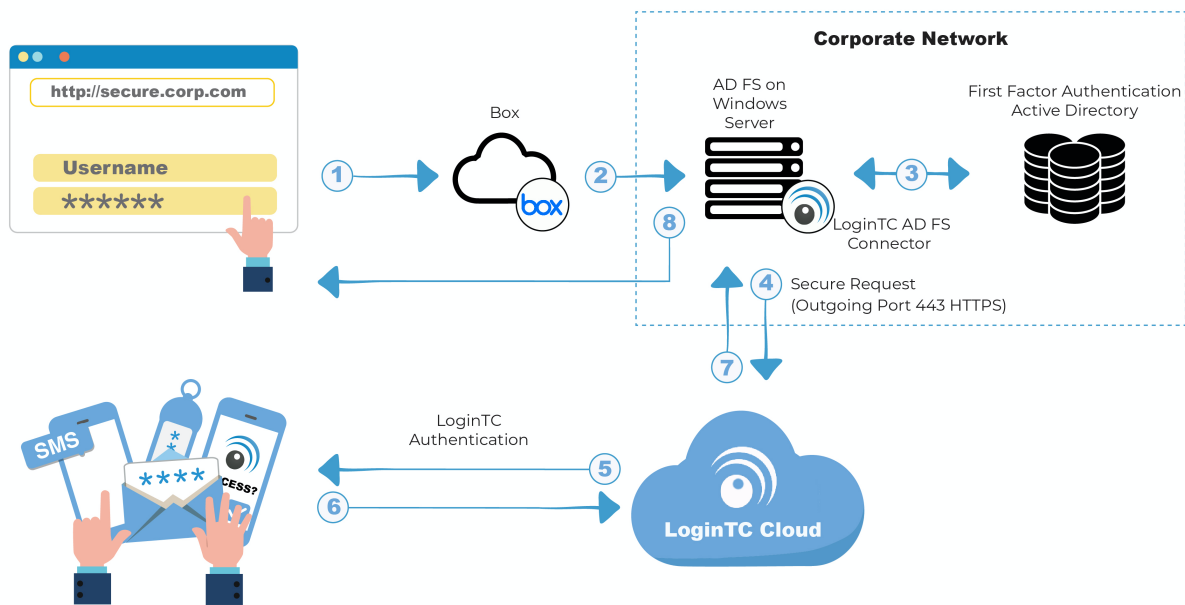 Corporate Network
http://secure.corp.com
Username
******
1
Box
box
2
AD FS on
Windows
Server
3
First Factor Authentication
Active Directory
LoginTC AD FS
Connector
8
4
Secure Request
(Outgoing Port 443 HTTPS)
7
LoginTC
Authentication
5
6
SMS
**
****
CESS?
LoginTC Cloud